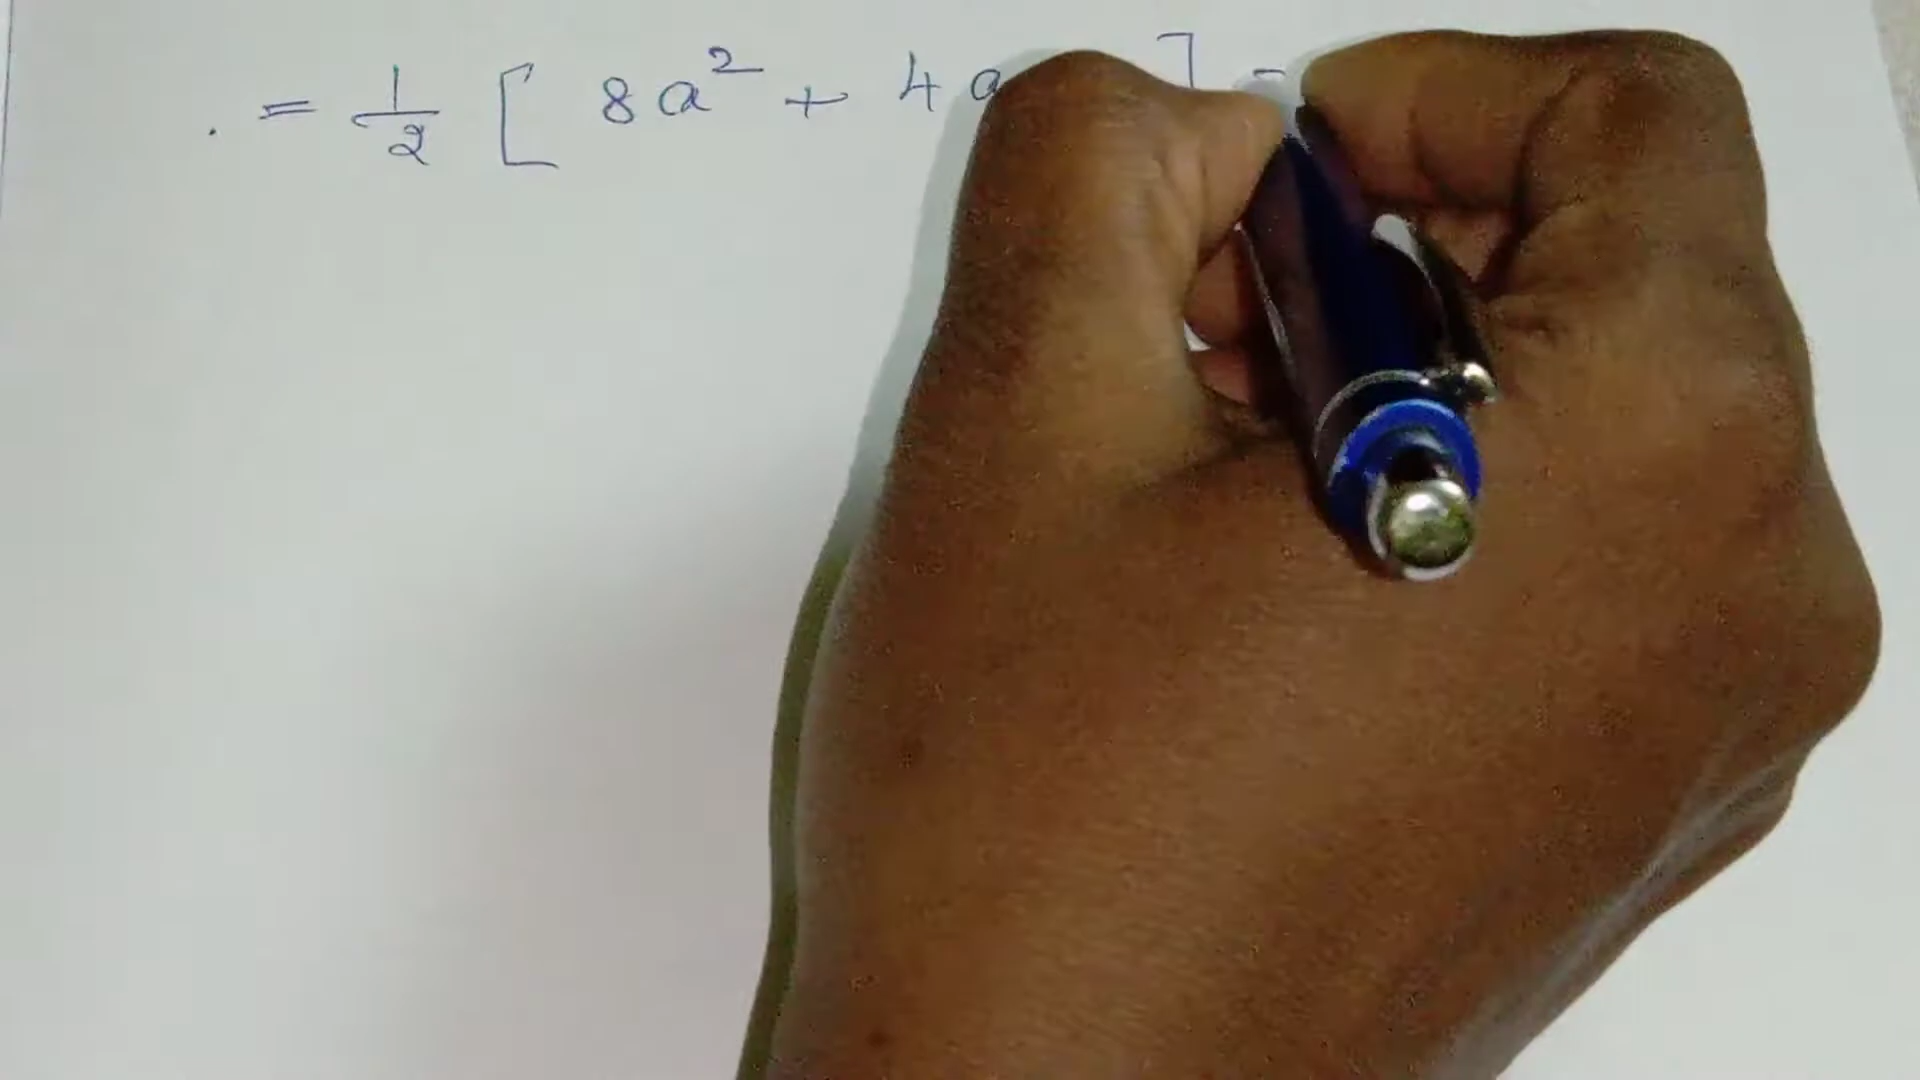 . = 1/2 [ 8a² + 4a ] -